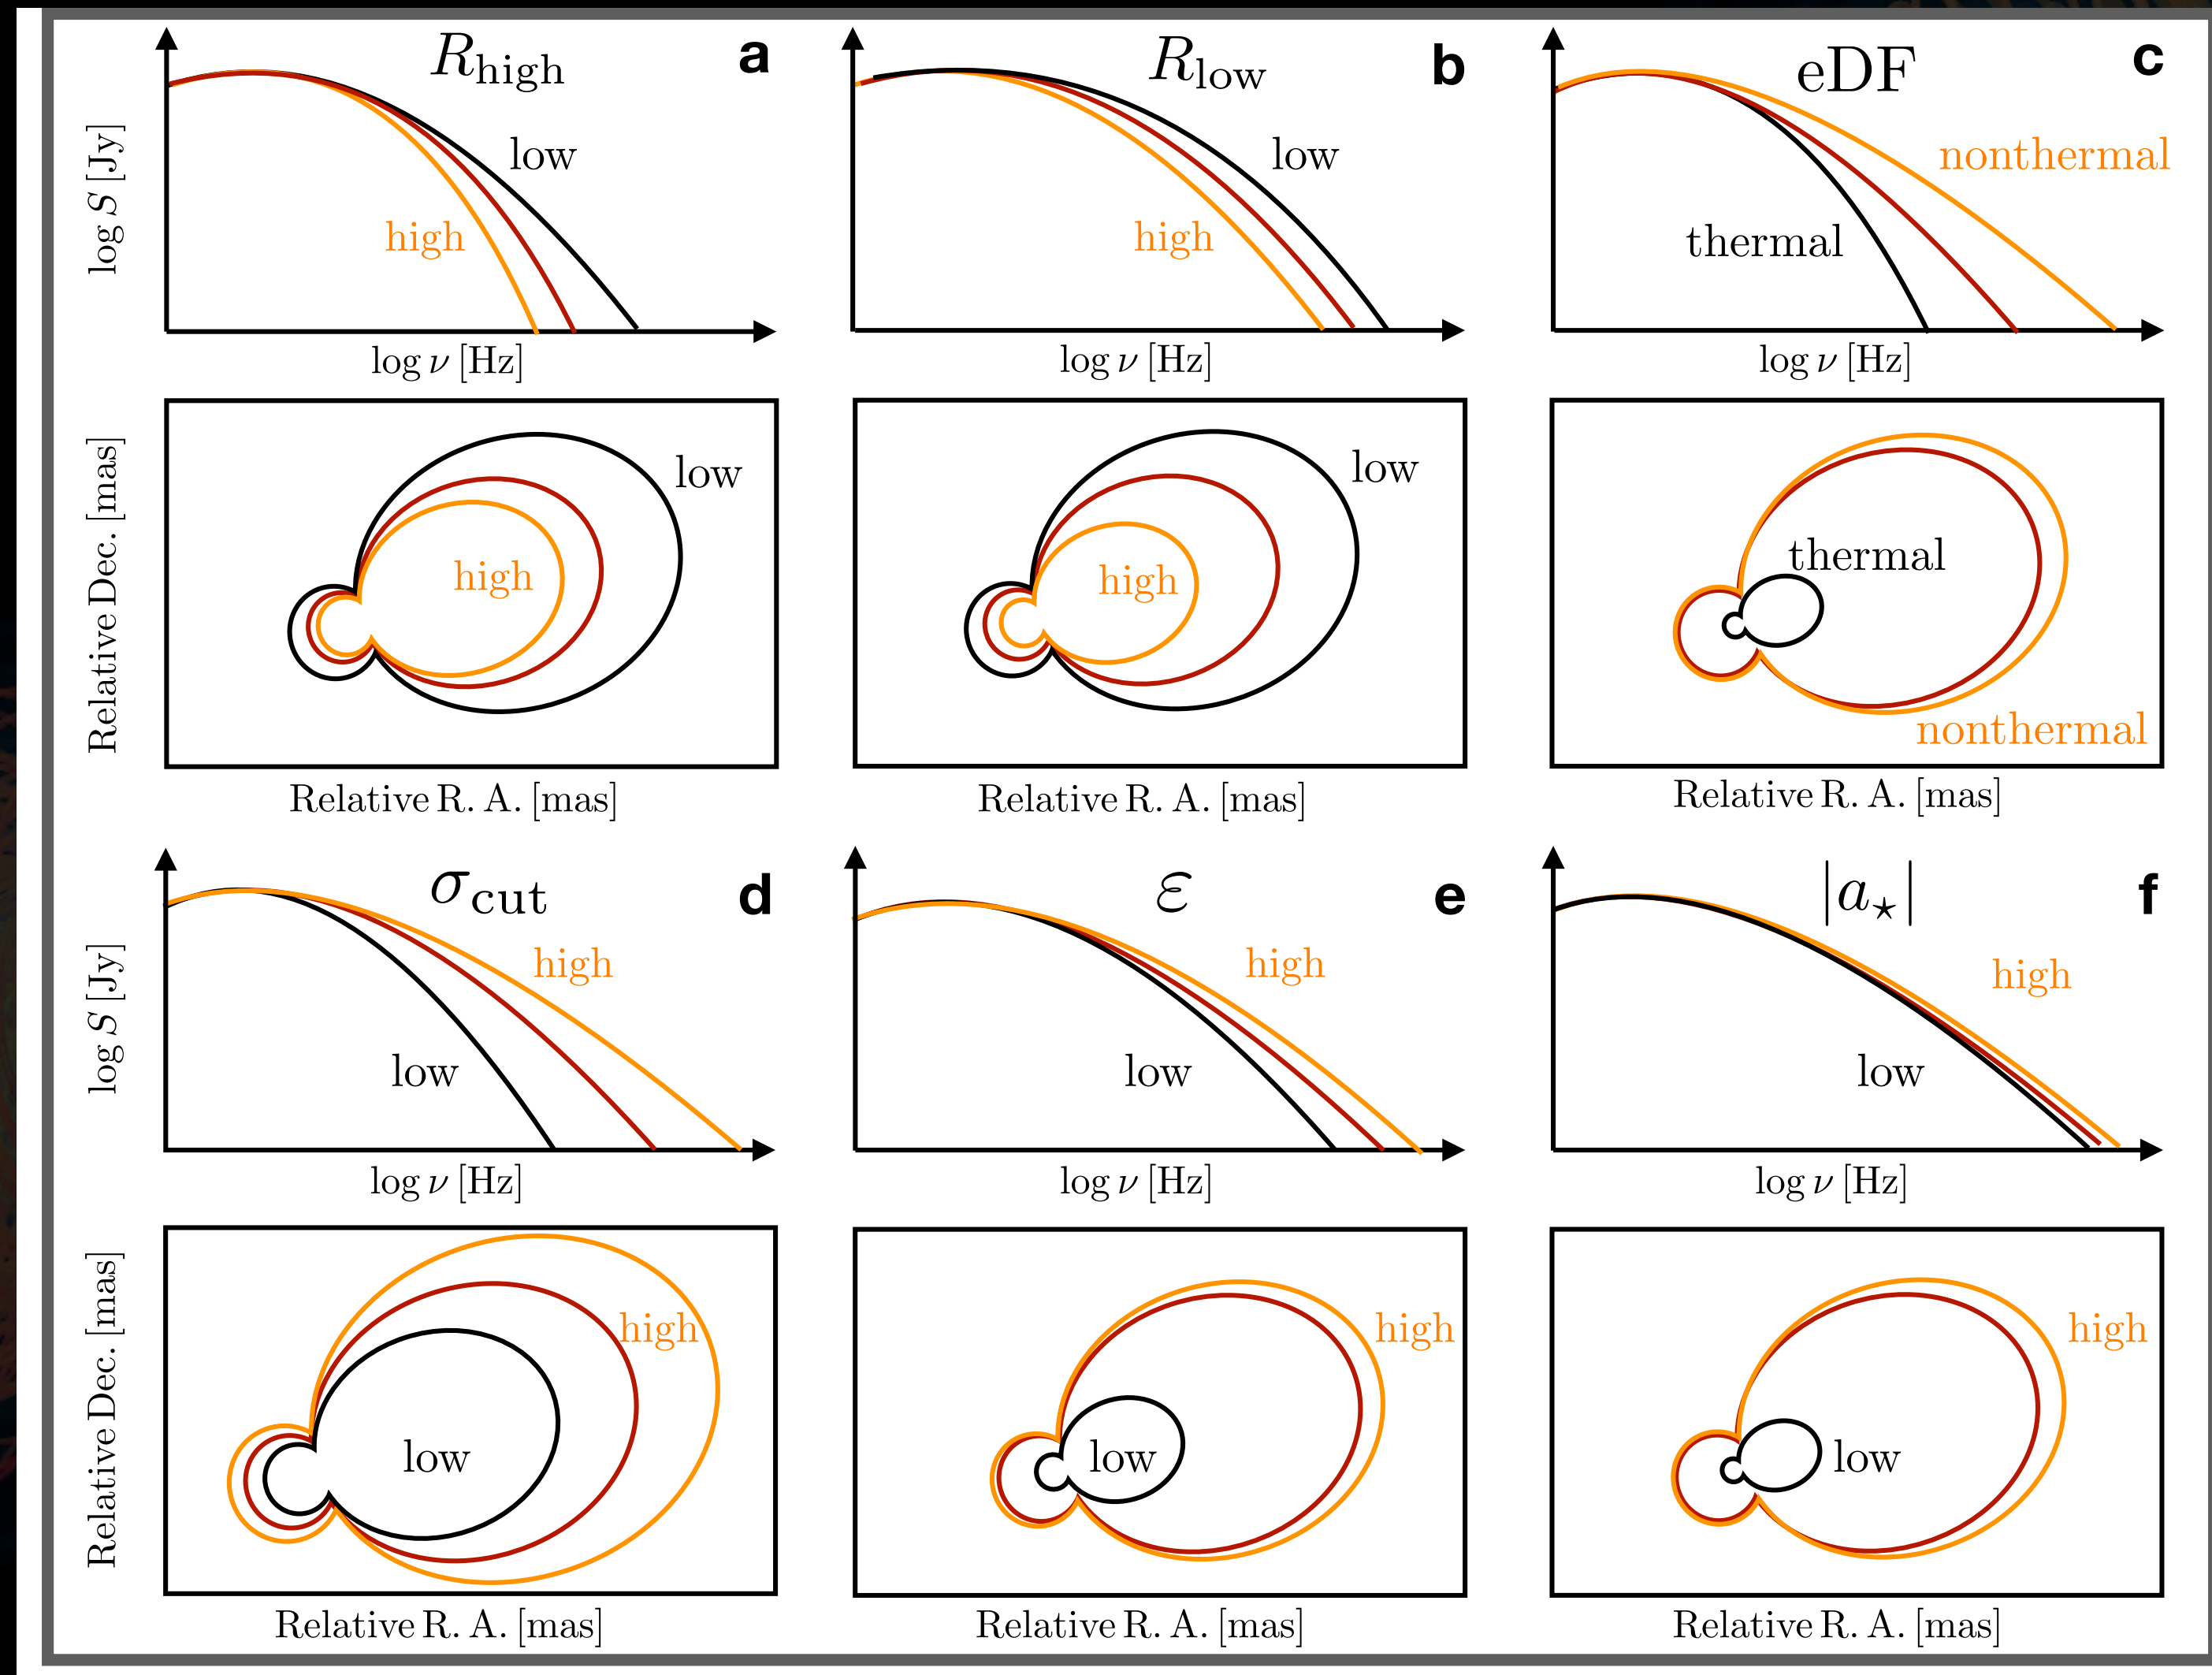 R_high
a
low
high
log S [Jy]
log ν [Hz]
R_low
b
low
high
log ν [Hz]
eDF
c
nonthermal
thermal
log ν [Hz]
low
high
Relative Dec. [mas]
Relative R. A. [mas]
low
high
Relative R. A. [mas]
thermal
nonthermal
Relative R. A. [mas]
σ_cut
d
high
low
log S [Jy]
log ν [Hz]
ε
e
high
low
log ν [Hz]
|a⋆|
f
high
low
log ν [Hz]
high
low
Relative Dec. [mas]
Relative R. A. [mas]
high
low
Relative R. A. [mas]
high
low
Relative R. A. [mas]